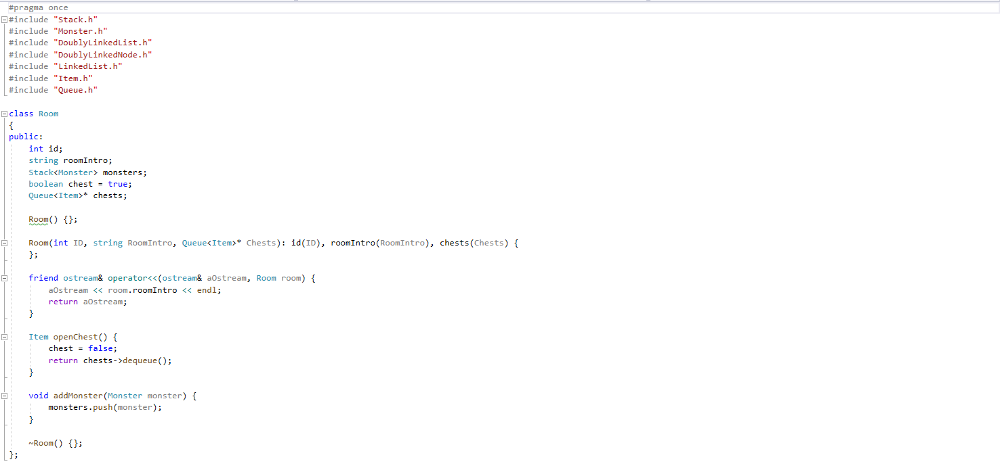 #pragma once
#include "Stack.h"
#include "Monster.h"
#include "DoublyLinkedList.h"
#include "DoublyLinkedNode.h"
#include "LinkedList.h"
#include "Item.h"
#include "Queue.h"
class Room
{
public:
int id;
string roomIntro;
Stack<Monster> monsters;
boolean chest = true;
Queue<Item>* chests;
Room() {};
Room(int ID, string RoomIntro, Queue<Item>* Chests): id(ID), roomIntro(RoomIntro), chests(Chests) {
};
friend ostream& operator<<(ostream& aOstream, Room room) {
aOstream << room.roomIntro << endl;
return aOstream;
}
Item openChest() {
chest = false;
return chests->dequeue();
}
void addMonster(Monster monster) {
monsters.push(monster);
}
~Room() {};
};